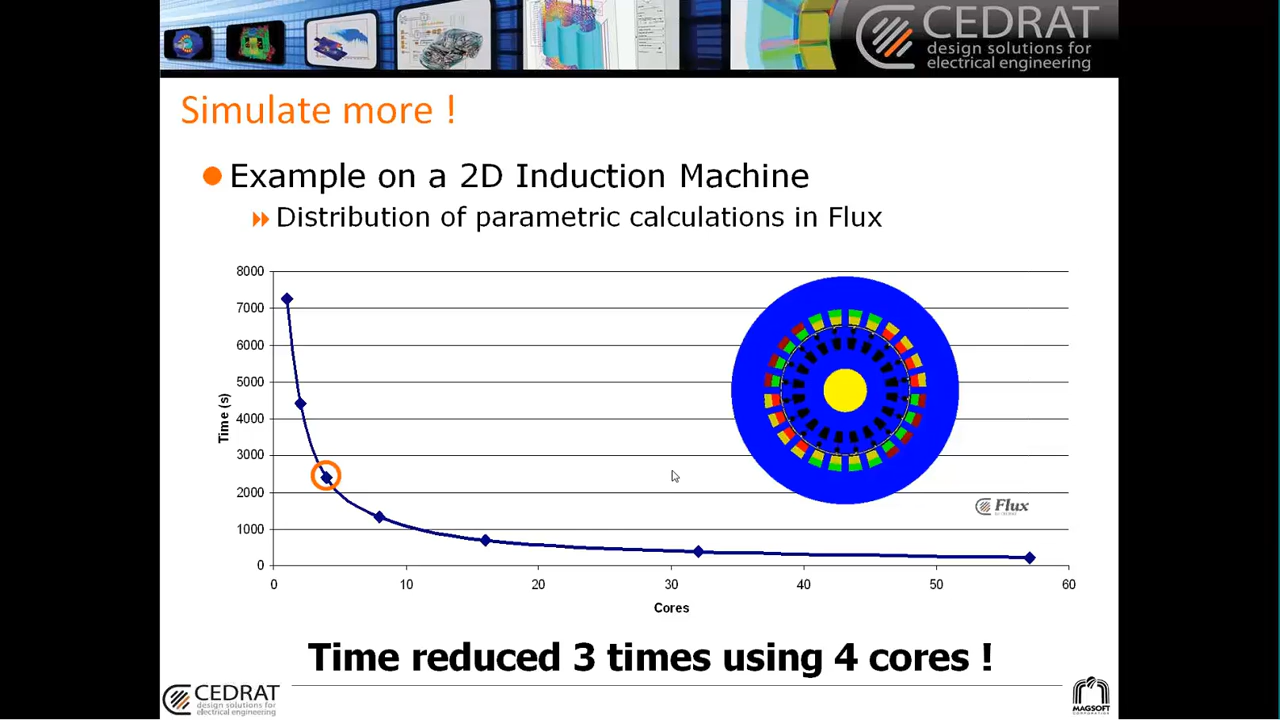 CEDRAT
design solutions for
electrical engineering
Simulate more !
Example on a 2D Induction Machine
Distribution of parametric calculations in Flux
8000
7000
6000
5000
4000
3000
2000
1000
0
Time (s)
0 10 20 30 40 50 60
Cores
Flux
Time reduced 3 times using 4 cores !
CEDRAT
design solutions for
electrical engineering
MAGSOFT
CORPORATION